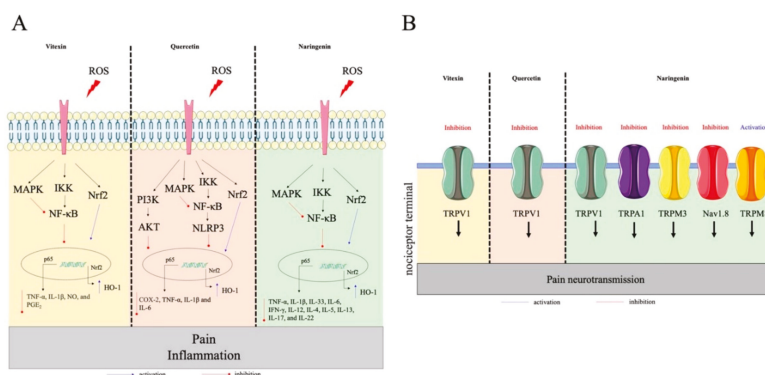 A
Vitexin
Quercetin
Naringenin
ROS
ROS
ROS
MAPK
IKK
Nrf2
NF-κB
p65
Nrf2
HO-1
TNF-α, IL-1β, NO, and
PGE₂
PI3K
MAPK
IKK
Nrf2
NF-κB
AKT
NLRP3
p65
Nrf2
HO-1
COX-2, TNF-α, IL-1β and
IL-6
MAPK
IKK
Nrf2
NF-κB
p65
Nrf2
HO-1
TNF-α, IL-1β, IL-33, IL-6,
IFN-γ, IL-12, IL-4, IL-5, IL-13,
IL-17, and IL-22
Pain
Inflammation
activation
inhibition
B
Vitexin
Quercetin
Naringenin
Inhibition
Inhibition
Inhibition
Inhibition
Inhibition
Inhibition
Activatio
nociceptor terminal
TRPV1
TRPV1
TRPV1
TRPA1
TRPM3
Nav1.8
TRPM
Pain neurotransmission
activation
inhibition